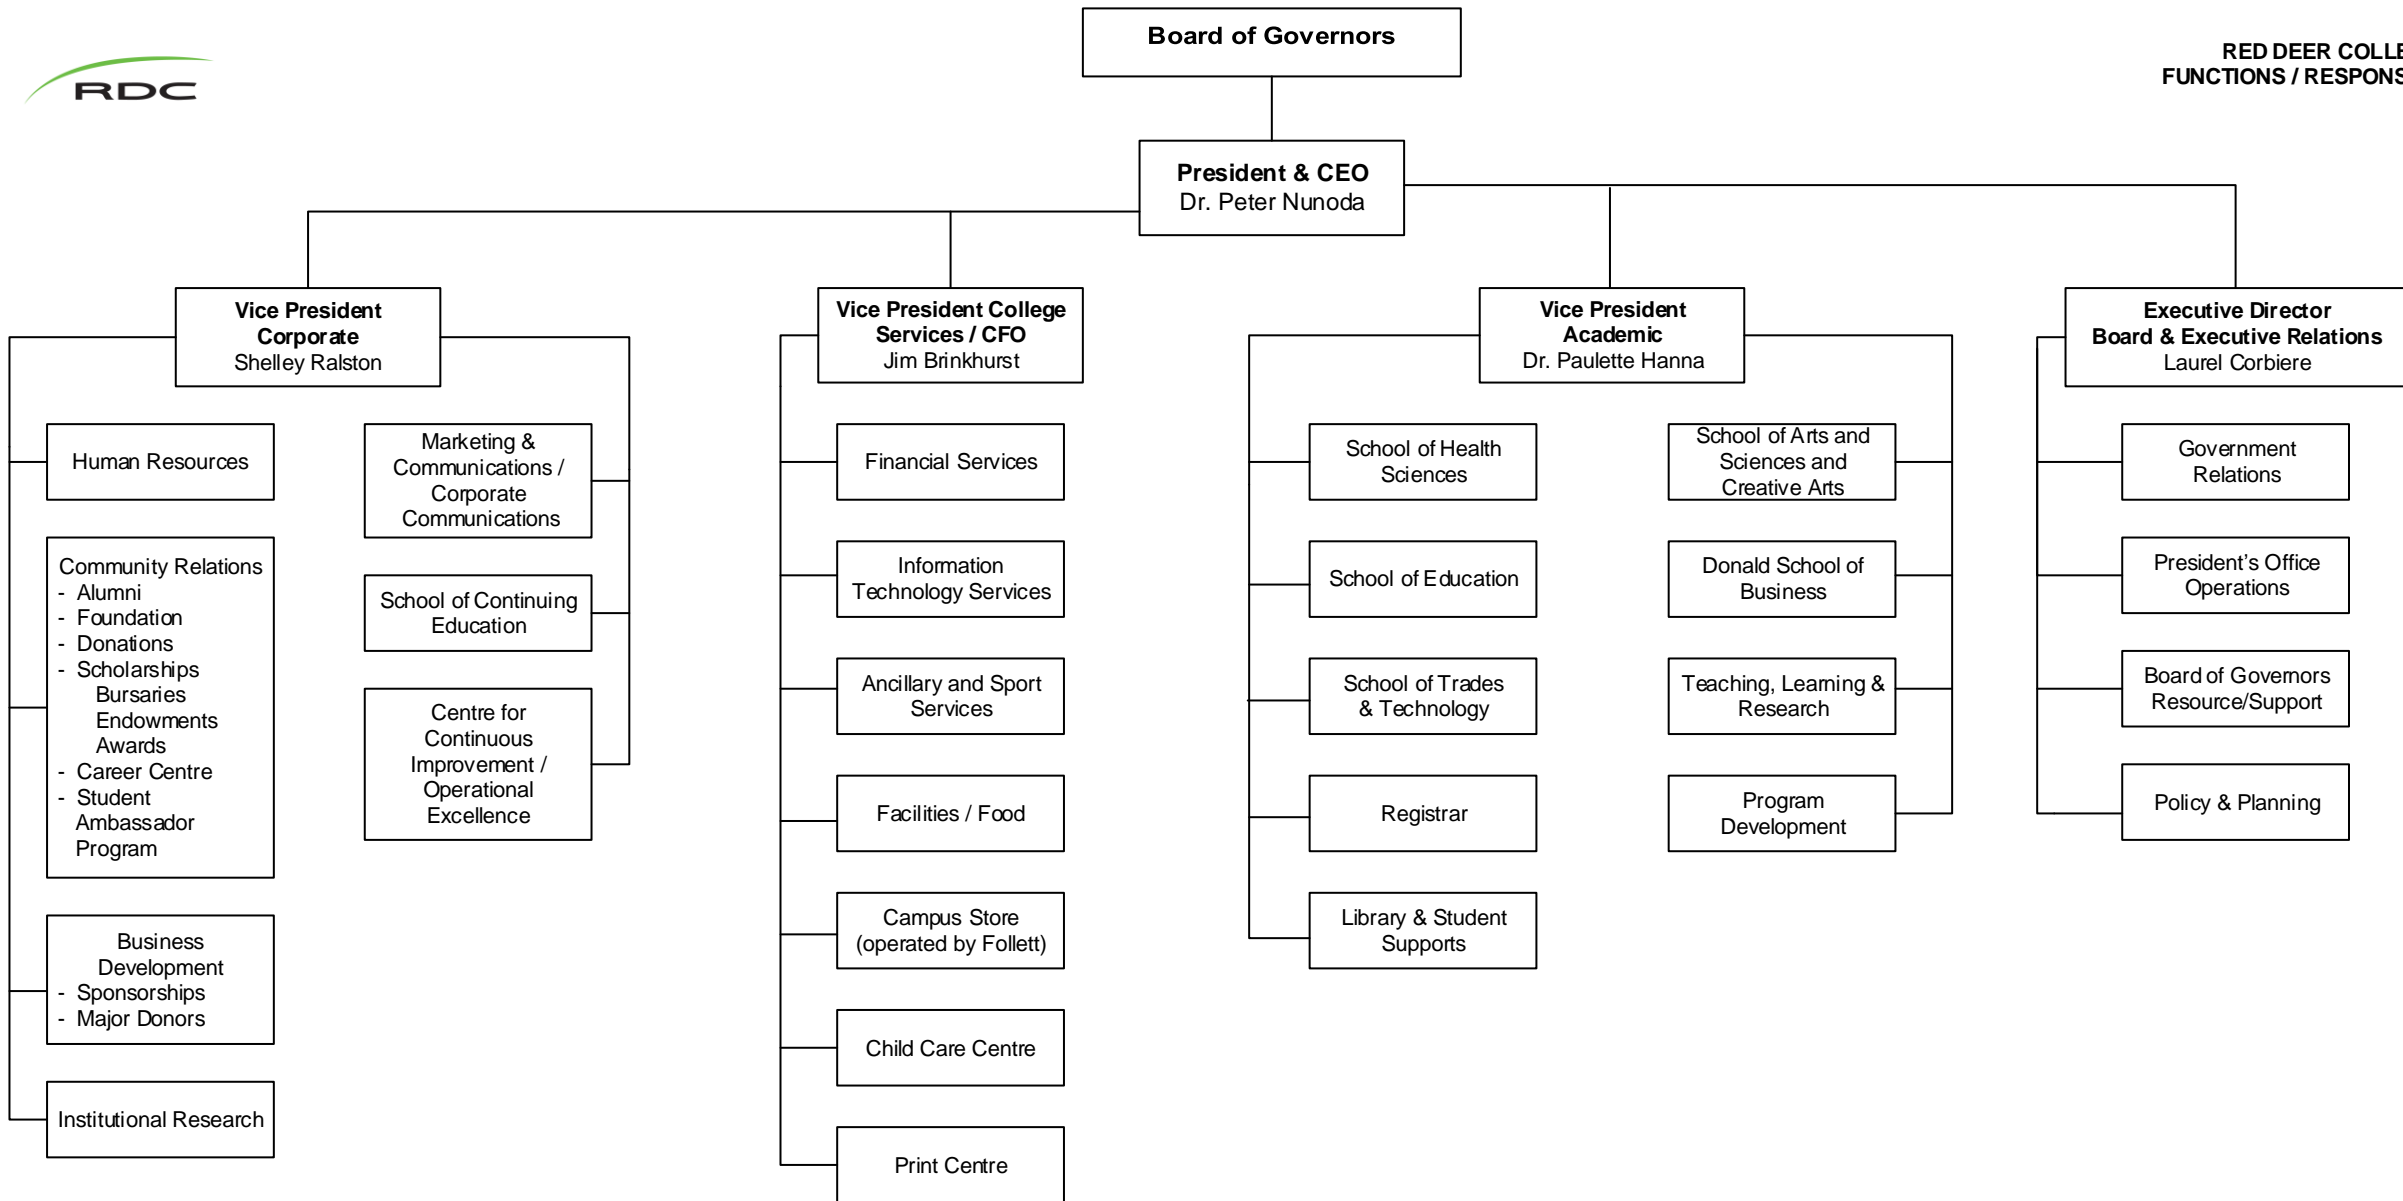 RDC
RED DEER COLLE
FUNCTIONS / RESPONS
Board of Governors
President & CEO
Dr. Peter Nunoda
Vice President
Corporate
Shelley Ralston
Human Resources
Community Relations
- Alumni
- Foundation
- Donations
- Scholarships
Bursaries
Endowments
Awards
- Career Centre
- Student
Ambassador
Program
Business
Development
- Sponsorships
- Major Donors
Institutional Research
Marketing &
Communications /
Corporate
Communications
School of Continuing
Education
Centre for
Continuous
Improvement /
Operational
Excellence
Vice President College
Services / CFO
Jim Brinkhurst
Financial Services
Information
Technology Services
Ancillary and Sport
Services
Facilities / Food
Campus Store
(operated by Follett)
Child Care Centre
Print Centre
Vice President
Academic
Dr. Paulette Hanna
School of Health
Sciences
School of Education
School of Trades
& Technology
Registrar
Library & Student
Supports
School of Arts and
Sciences and
Creative Arts
Donald School of
Business
Teaching, Learning &
Research
Program
Development
Executive Director
Board & Executive Relations
Laurel Corbiere
Government
Relations
President’s Office
Operations
Board of Governors
Resource/Support
Policy & Planning